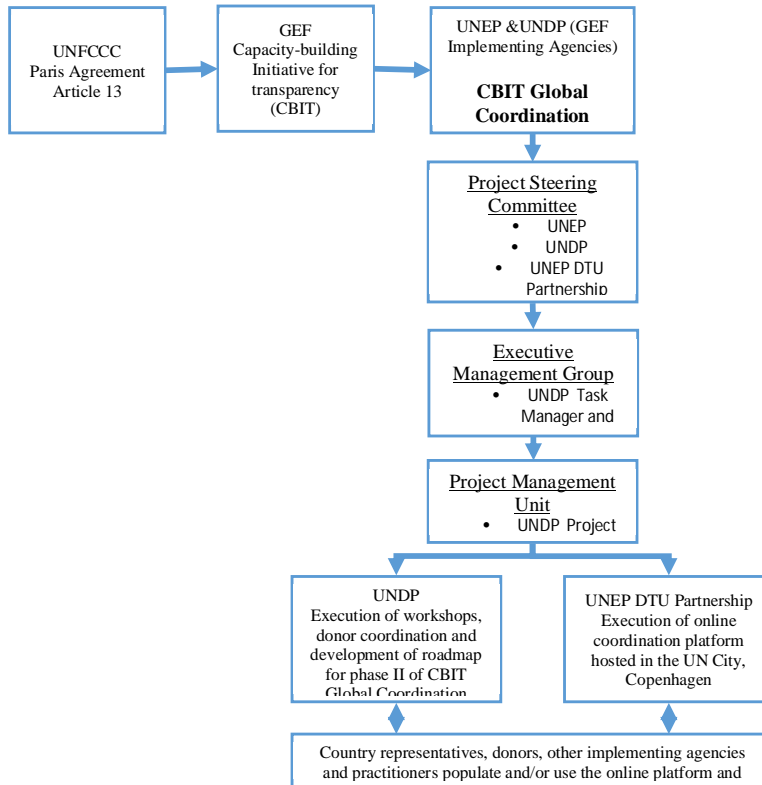 UNFCCC
Paris Agreement
Article 13
GEF
Capacity-building
Initiative for
transparency
(CBIT)
UNEP &UNDP (GEF
Implementing Agencies)
CBIT Global
Coordination
Project Steering
Committee
• UNEP
• UNDP
• UNEP DTU
Partnership
Executive
Management Group
• UNDP Task
Manager and
Project Management
Unit
• UNDP Project
UNDP
Execution of workshops,
donor coordination and
development of roadmap
for phase II of CBIT
Global Coordination
UNEP DTU Partnership
Execution of online
coordination platform
hosted in the UN City,
Copenhagen
Country representatives, donors, other implementing agencies
and practitioners populate and/or use the online platform and